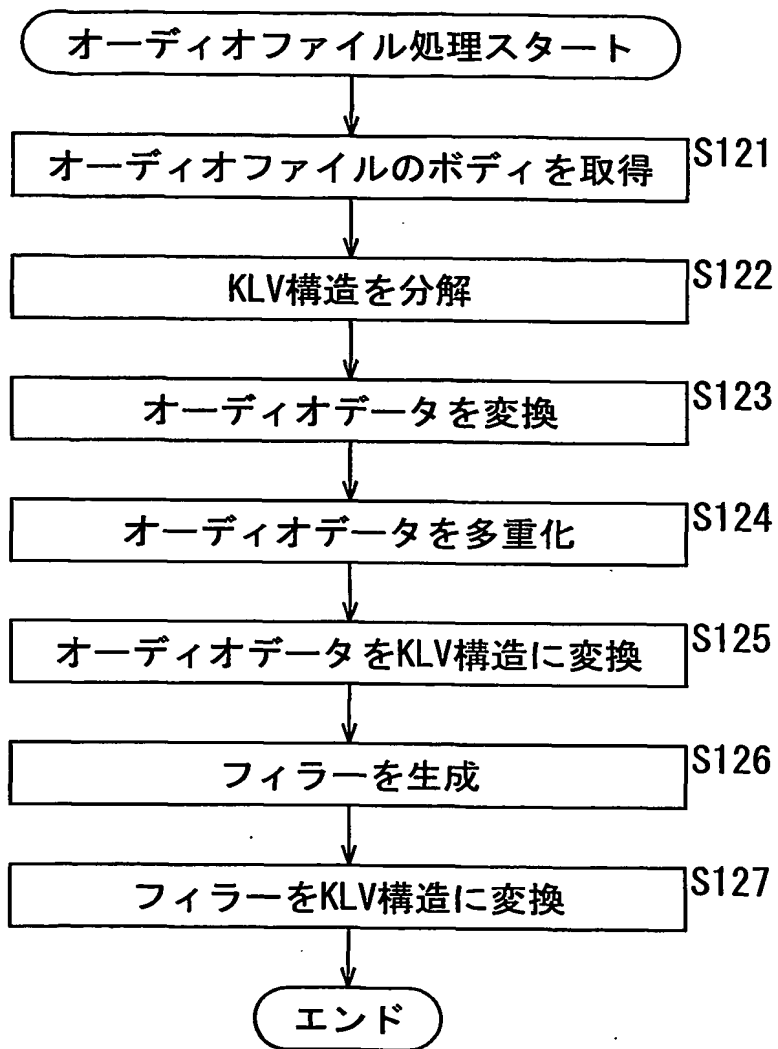 オーディオファイル処理スタート
オーディオファイルのボディを取得 S121
KLV構造を分解 S122
オーディオデータを変換 S123
オーディオデータを多重化 S124
オーディオデータをKLV構造に変換 S125
フィラーを生成 S126
フィラーをKLV構造に変換 S127
エンド